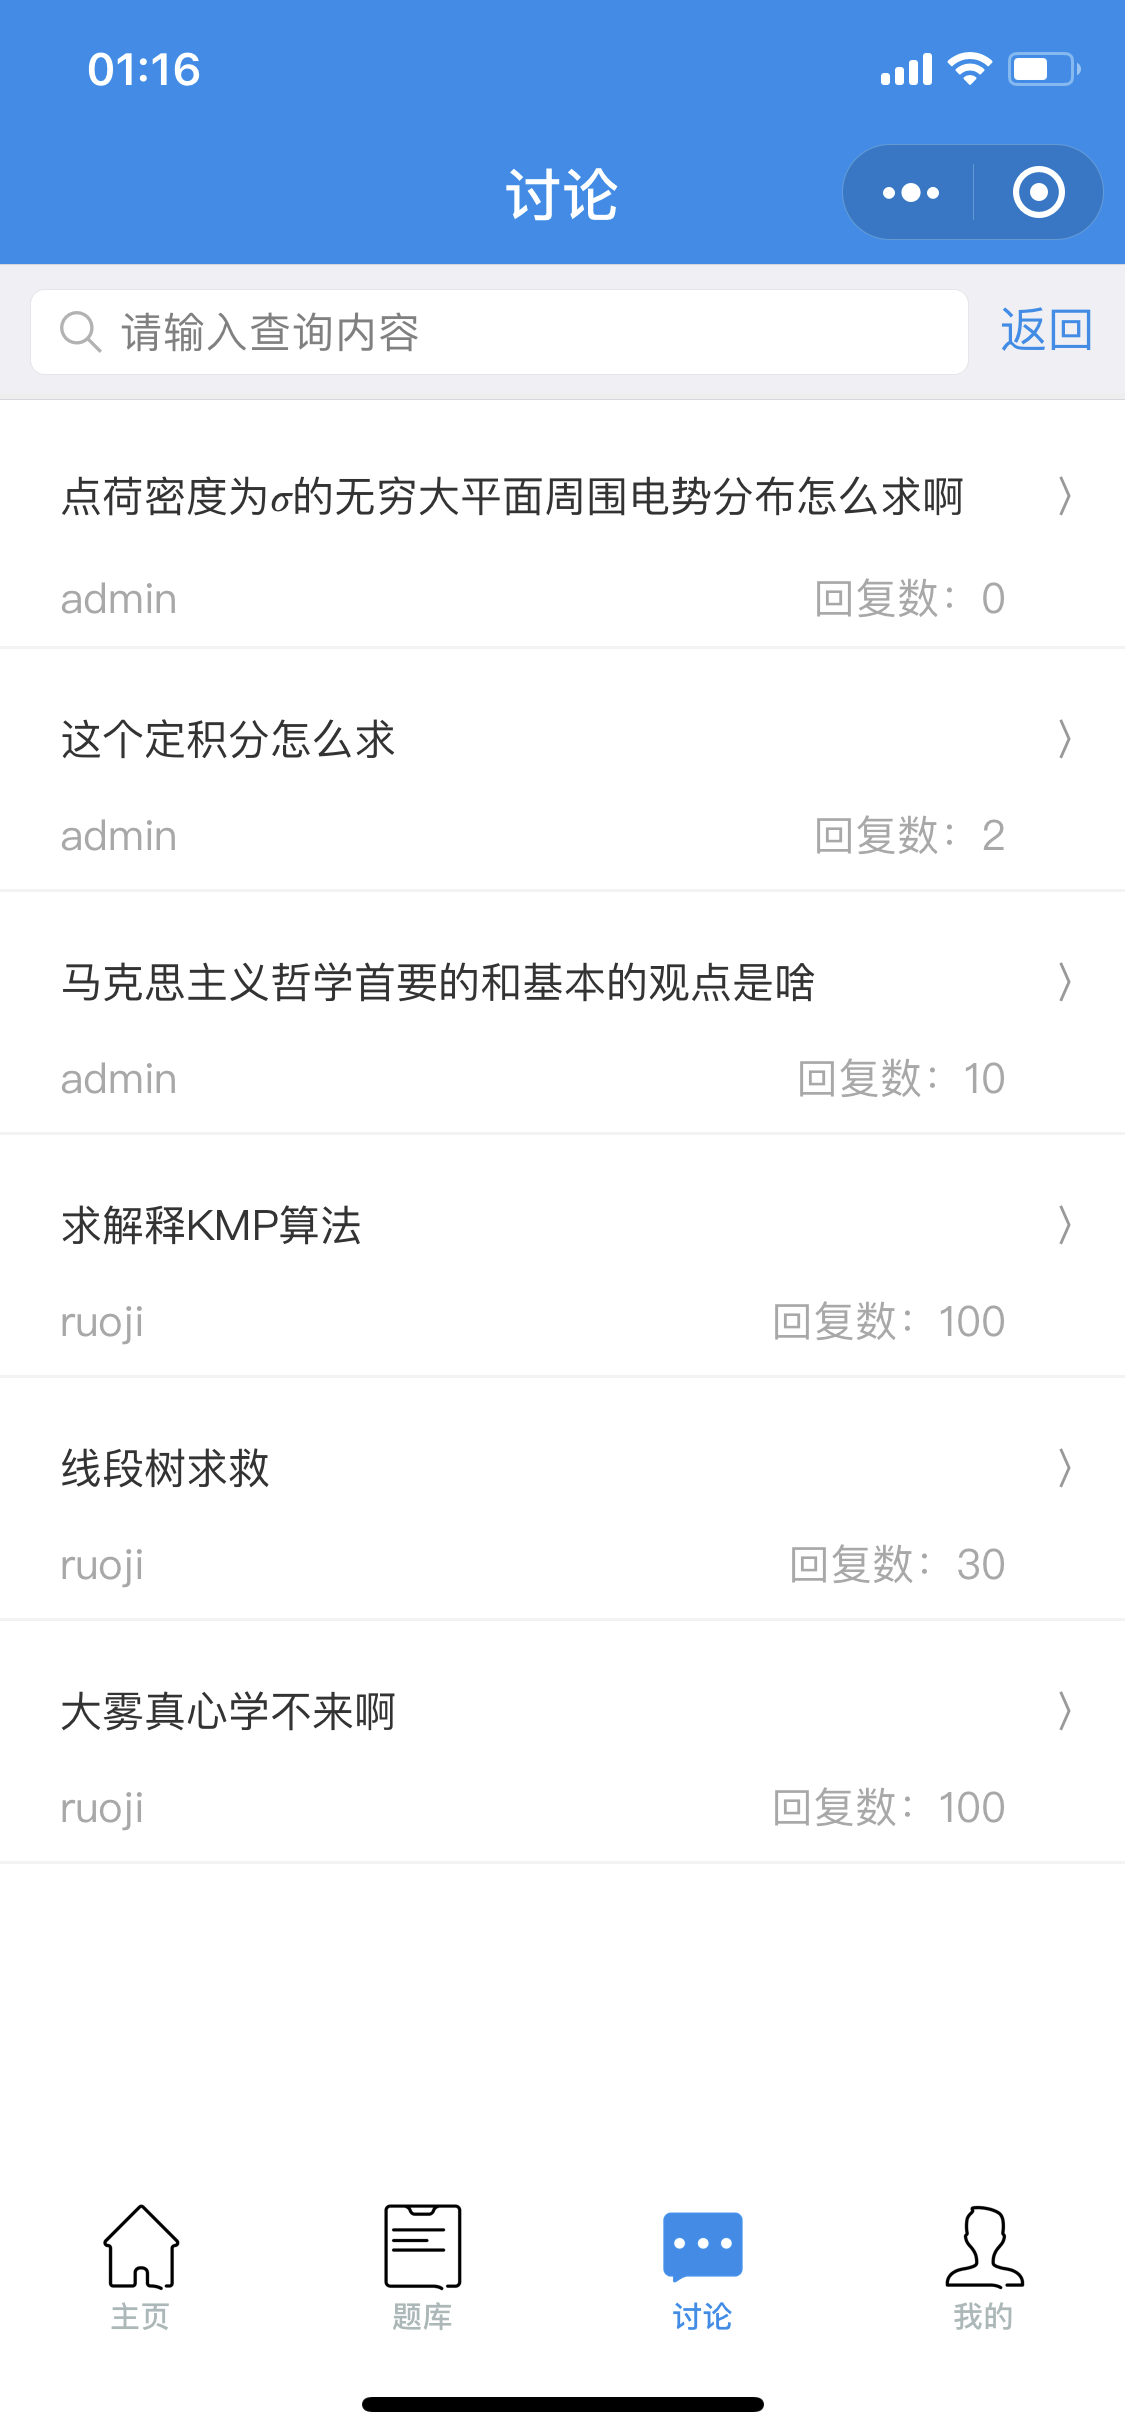 01:16
讨论
请输入查询内容 返回
点荷密度为σ的无穷大平面周围电势分布怎么求啊
admin 回复数：0
这个定积分怎么求
admin 回复数：2
马克思主义哲学首要的和基本的观点是啥
admin 回复数：10
求解释KMP算法
ruoji 回复数：100
线段树求救
ruoji 回复数：30
大雾真心学不来啊
ruoji 回复数：100
主页 题库 讨论 我的